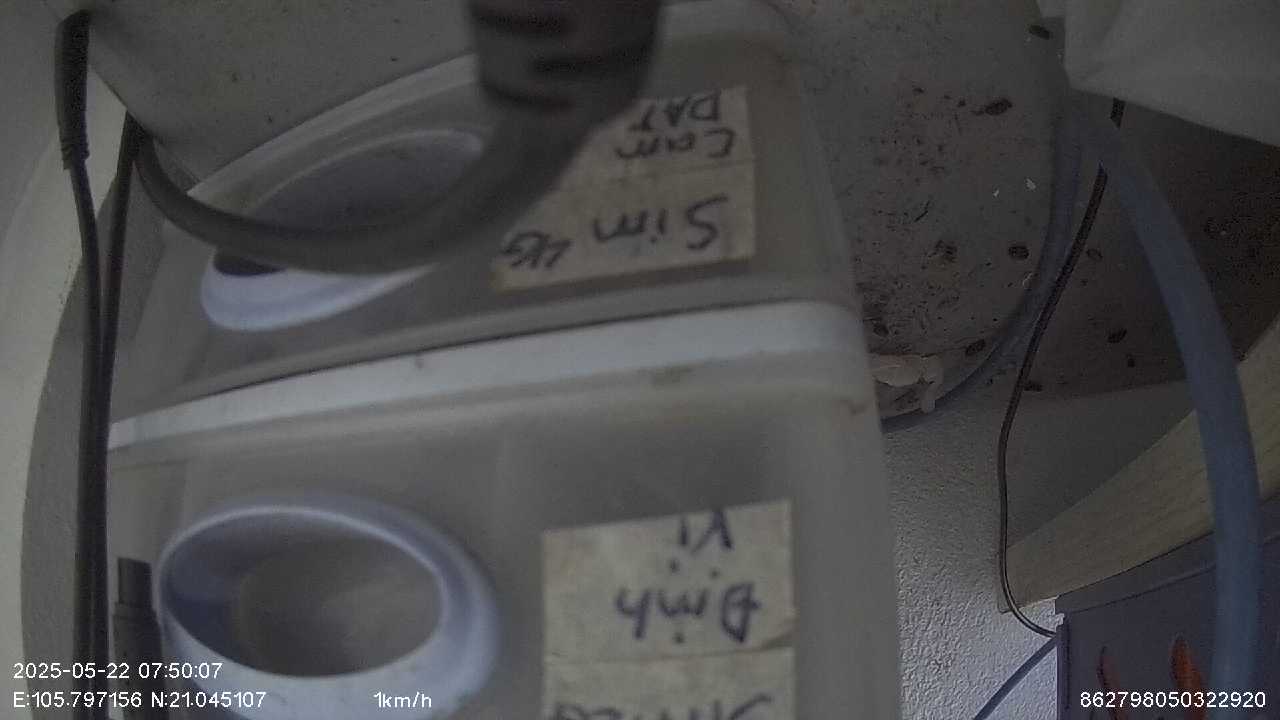 Sim 4G
Cam
DAT
Định
Vị
2025-05-22 07:50:07
E:105.797156 N:21.045107 1km/h 862798050322920